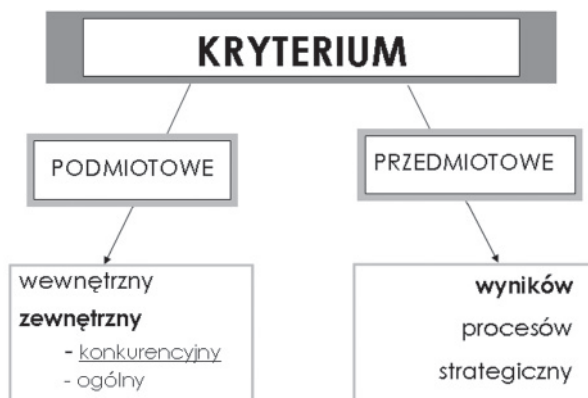 KRYTERIUM
PODMIOTOWE
PRZEDMIOTOWE
wewnętrzny
zewnętrzny
- konkurencyjny
- ogólny
wyników
procesów
strategiczny